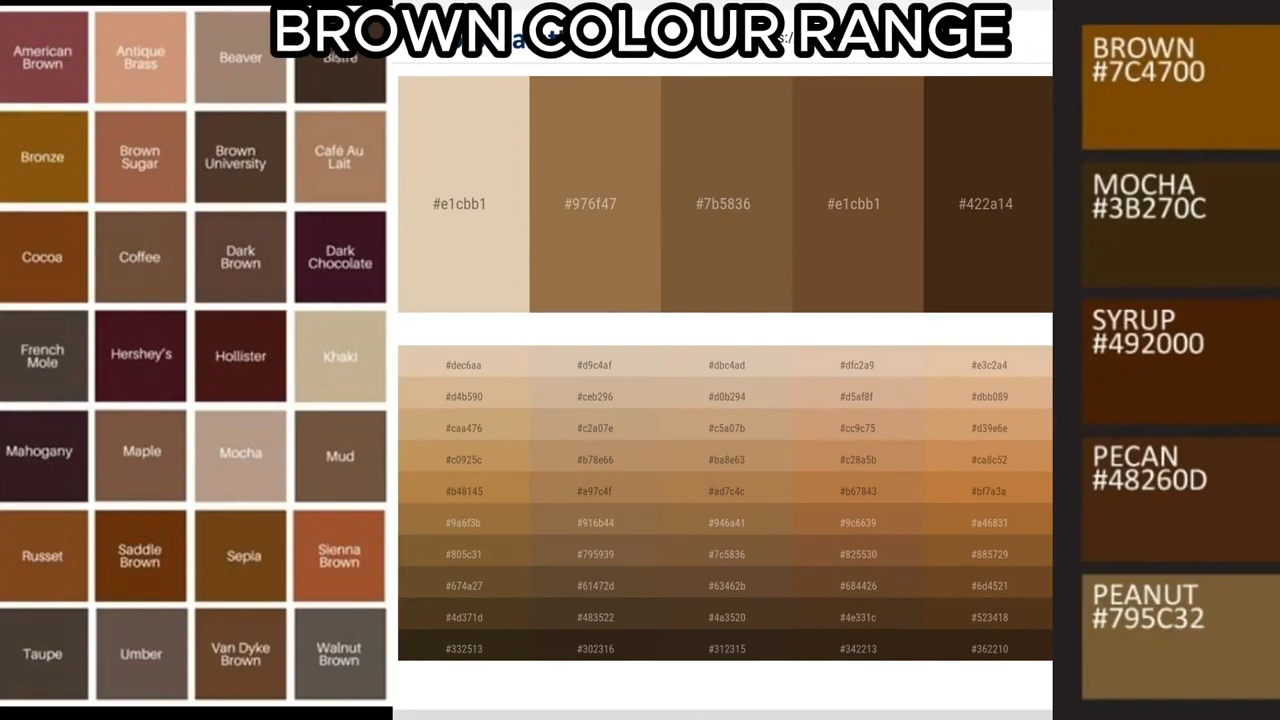 BROWN COLOUR RANGE
American
Brown
Antique
Brass
Beaver
Bistre
Bronze
Brown
Sugar
Brown
University
Café Au
Lait
Cocoa
Coffee
Dark
Brown
Dark
Chocolate
French
Mole
Hershey's
Hollister
Khaki
Mahogany
Maple
Mocha
Mud
Russet
Saddle
Brown
Sepia
Sienna
Brown
Taupe
Umber
Van Dyke
Brown
Walnut
Brown
#e1cbb1 #976f47 #7b5836 #e1cbb1 #422a14
#dec6aa #d9c4af #dbc4ad #dfc2a9 #e3c2a4
#d4b590 #ceb296 #d0b294 #d5af8f #dbb089
#caa476 #c2a07e #c5a07b #cc9c75 #d39e6e
#c0925c #b78e66 #ba8e63 #c28a5b #ca8c52
#b48145 #a97c4f #ad7c4c #b67843 #bf7a3a
#9a6f3b #916b44 #946a41 #9c6639 #a46831
#805c31 #795939 #7c5836 #825530 #885729
#674a27 #61472d #63462b #684426 #6d4521
#4d371d #483522 #4a3520 #4e331c #523418
#332513 #302316 #312315 #342213 #362210
BROWN
#7C4700
MOCHA
#3B270C
SYRUP
#492000
PECAN
#48260D
PEANUT
#795C32